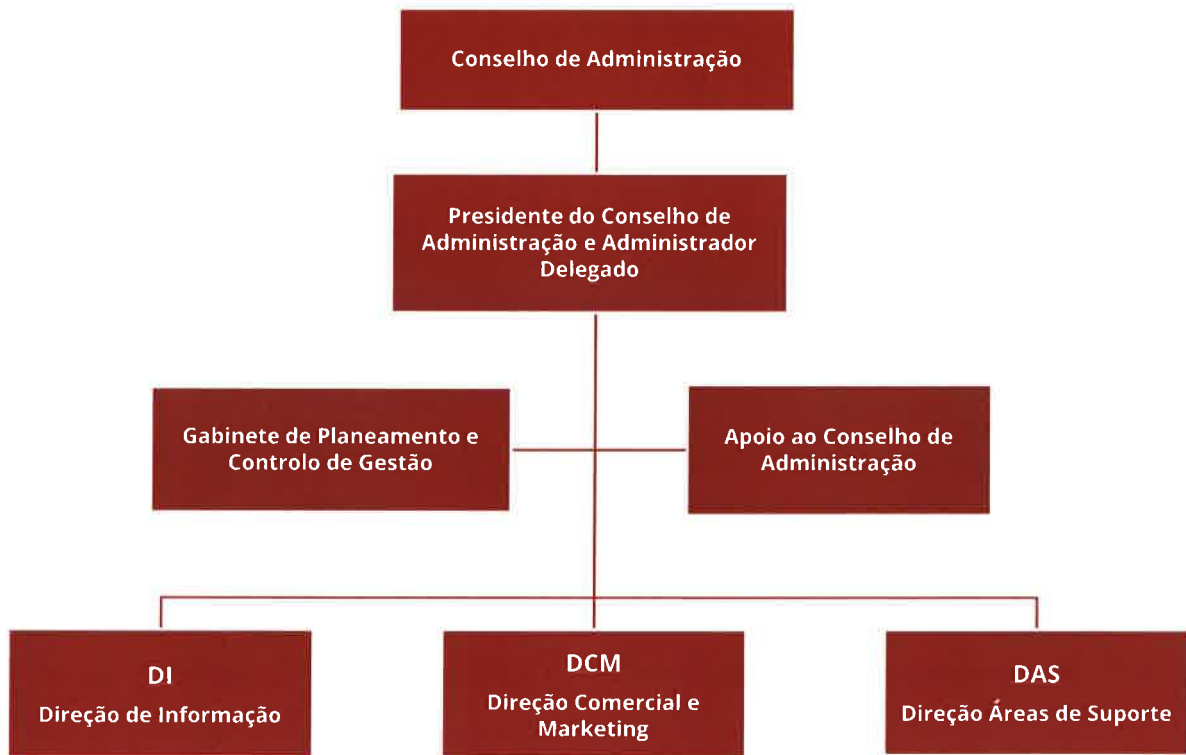 Conselho de Administração
Presidente do Conselho de
Administração e Administrador
Delegado
Gabinete de Planeamento e
Controlo de Gestão
Apoio ao Conselho de
Administração
DI
Direção de Informação
DCM
Direção Comercial e
Marketing
DAS
Direção Áreas de Suporte